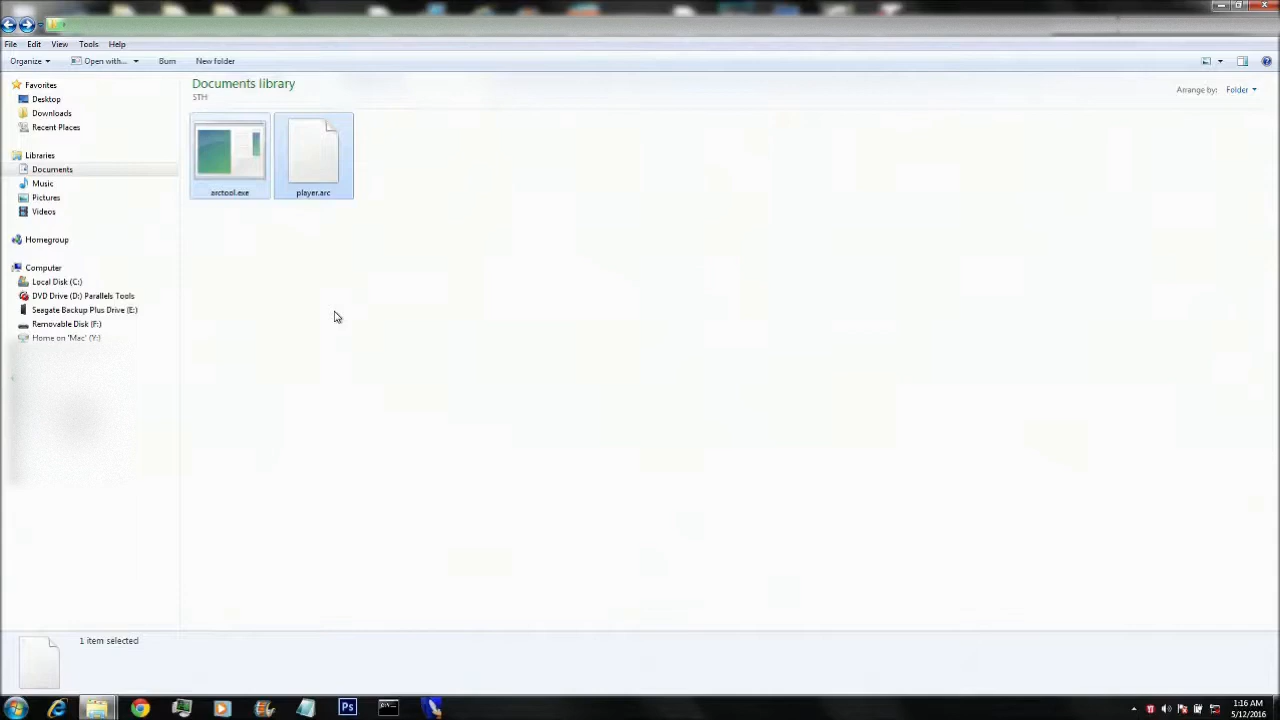 File Edit View Tools Help
Organize Open with... Burn New folder
Favorites
Desktop
Downloads
Recent Places
Libraries
Documents
Music
Pictures
Videos
Homegroup
Computer
Local Disk (C:)
DVD Drive (D:) Parallels Tools
Seagate Backup Plus Drive (E:)
Removable Disk (F:)
Home on 'Mac' (Y:)
Documents library
STH
Arrange by: Folder
arctool.exe player.arc
1 item selected
Ps
1:16 AM
5/12/2016